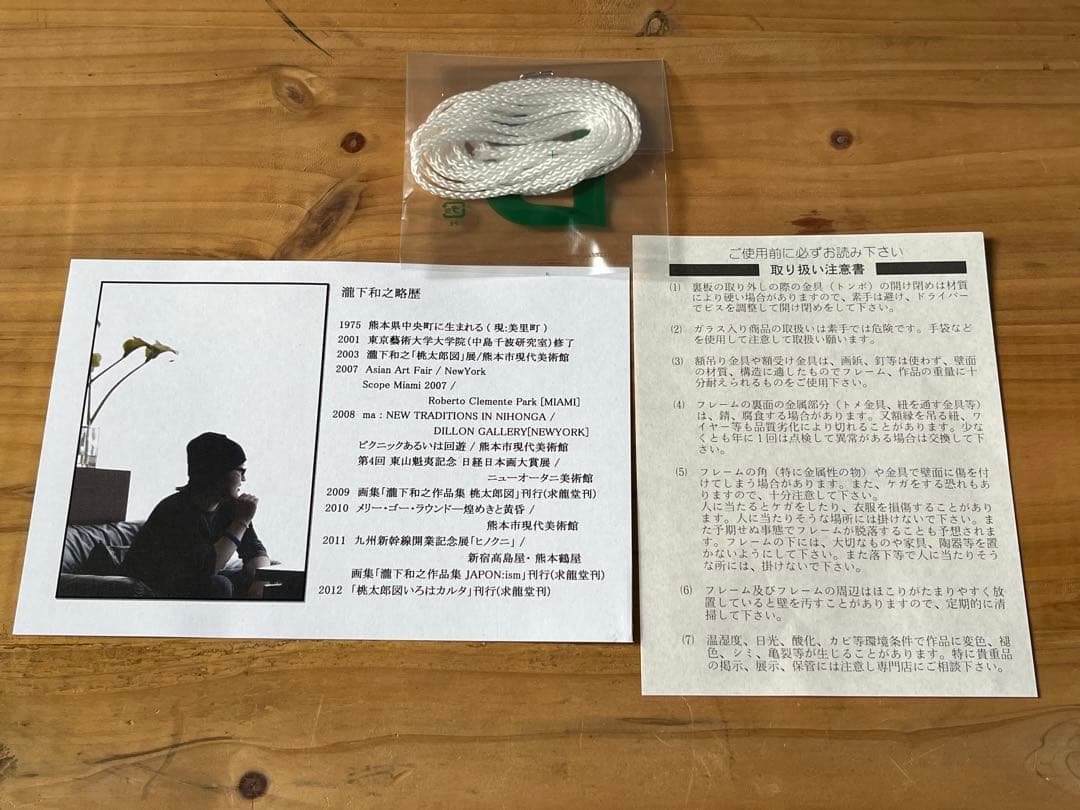 瀧下和之略歴
1975 熊本県中央町に生まれる ( 現:美里町 )
2001 東京藝術大学大学院(中島千波研究室)修了
2003 瀧下和之「桃太郎図」展/熊本市現代美術館
2007 Asian Art Fair / NewYork
Scope Miami 2007 /
Roberto Clemente Park [MIAMI]
2008 ma : NEW TRADITIONS IN NIHONGA /
DILLON GALLERY[NEWYORK]
ピクニックあるいは回遊 / 熊本市現代美術館
第4回 東山魁夷記念 日経日本画大賞展 /
ニューオータニ美術館
2009 画集「瀧下和之作品集 桃太郎図」刊行(求龍堂刊)
2010 メリー・ゴー・ラウンド―煌めきと黄昏 /
熊本市現代美術館
2011 九州新幹線開業記念展「ヒノクニ」 /
新宿高島屋・熊本鶴屋
画集「瀧下和之作品集 JAPON:ism」刊行(求龍堂刊)
2012 「桃太郎図いろはカルタ」刊行(求龍堂刊)
ご使用前に必ずお読み下さい
取り扱い注意書
(1) 裏板の取り外しの際の金具（トンボ）の開け閉めは材質
により硬い場合がありますので、素手は避け、ドライバー
でビスを調整して開け閉めをして下さい。
(2) ガラス入り商品の取扱いは素手では危険です。手袋など
を使用して注意して取扱い願います。
(3) 額吊り金具や額受け金具は、画鋲、釘等は使わず、壁面
の材質、構造に適したものでフレーム、作品の重量に十
分耐えられるものをご使用下さい。
(4) フレームの裏面の金属部分（トメ金具、紐を通す金具等）
は、錆、腐食する場合があります。又額縁を吊る紐、ワ
イヤー等も品質劣化により切れることがあります。少な
くとも年に１回は点検して異常がある場合は交換して下
さい。
(5) フレームの角（特に金属性の物）や金具で壁面に傷を付
けてしまう場合があります。また、ケガをする恐れもあ
りますので、十分注意して下さい。
人に当たるとケガをしたり、衣服を損傷することがあり
ます。人に当たりそうな場所には掛けないで下さい。ま
た予期せぬ事態でフレームが脱落することも予想されま
す。フレームの下には、大切なものや家具、陶器等を置
かないようにして下さい。また落下等で人に当たりそう
な所には、掛けないで下さい。
(6) フレーム及びフレームの周辺はほこりがたまりやすく放
置していると壁を汚すことがありますので、定期的に清
掃して下さい。
(7) 温湿度、日光、酸化、カビ等環境条件で作品に変色、褪
色、シミ、亀裂等が生じることがあります。特に貴重品
の掲示、展示、保管には注意し専門店にご相談下さい。